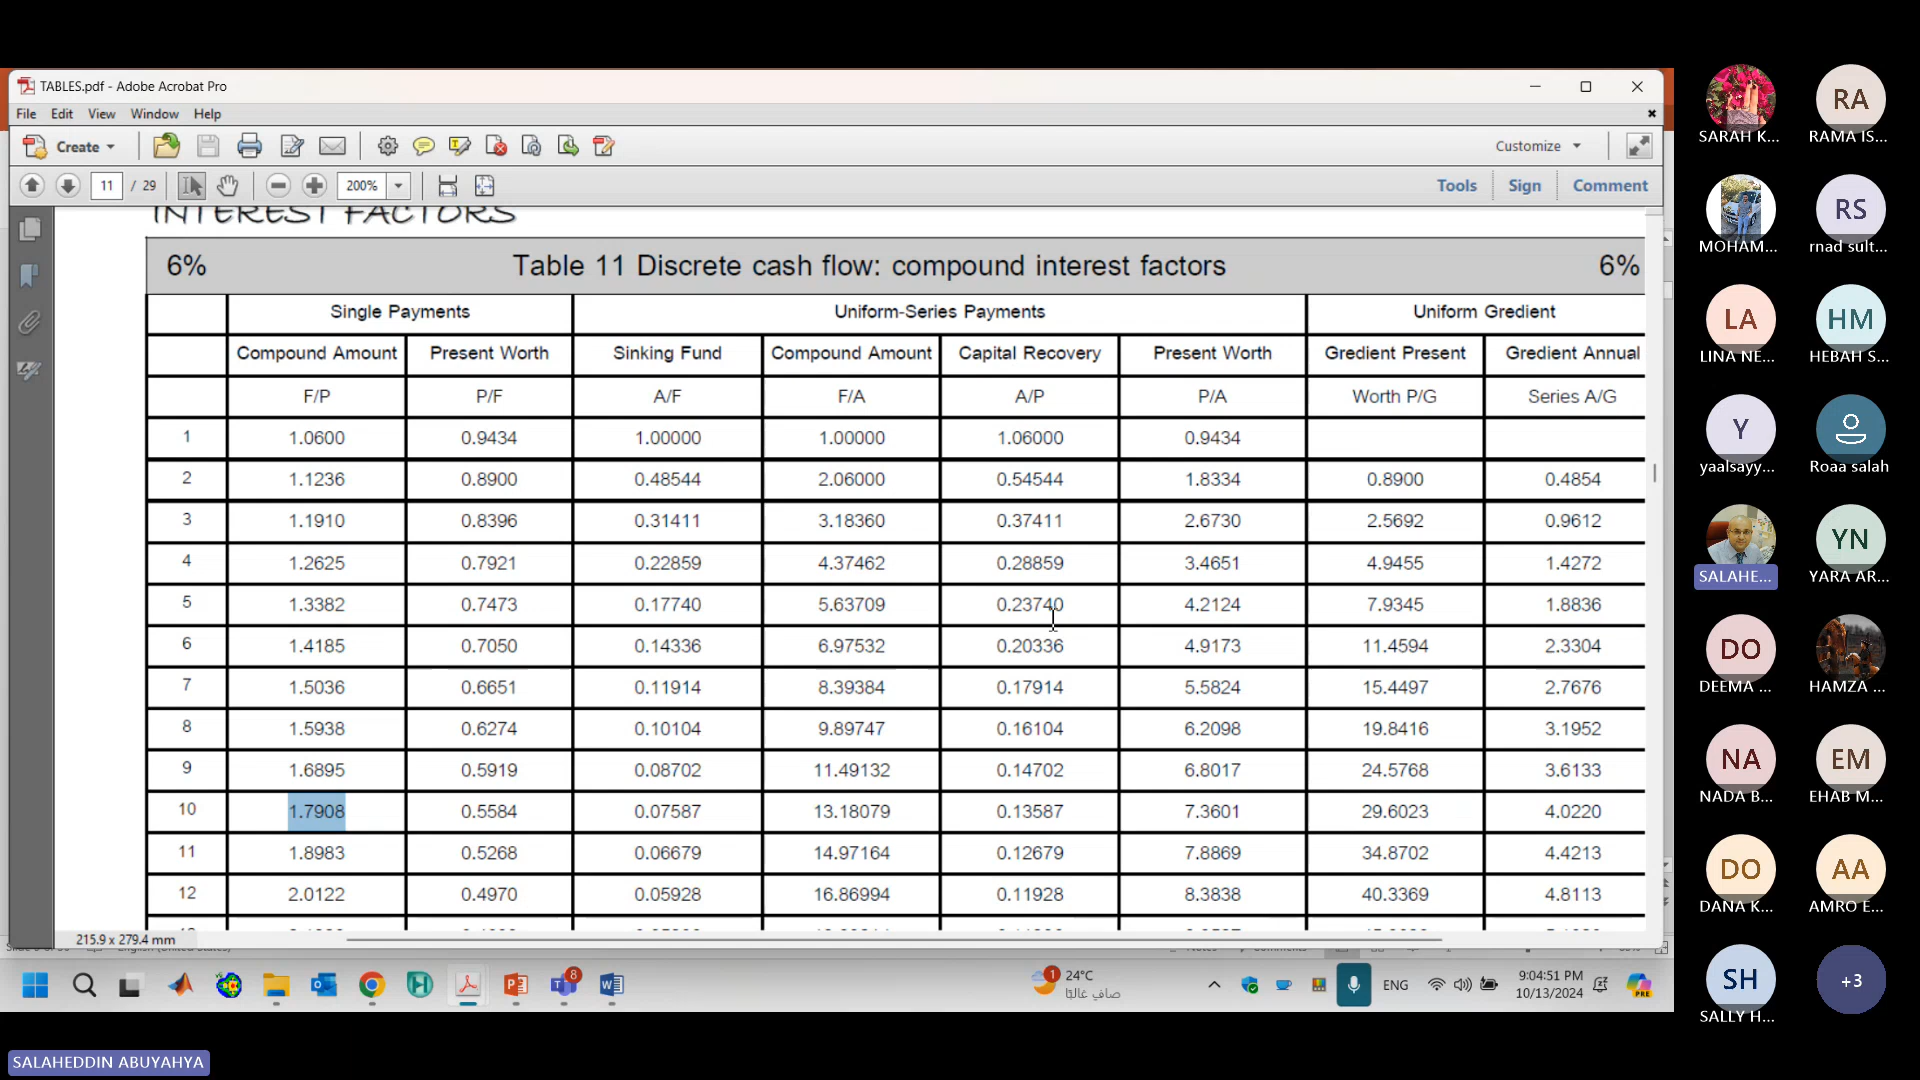 TABLES.pdf - Adobe Acrobat Pro
File Edit View Window Help
Create
Customize
11 / 29 200%
Tools Sign Comment
INTEREST FACTORS
6% Table 11 Discrete cash flow: compound interest factors 6%
Single Payments Uniform-Series Payments Uniform Gredient
Compound Amount Present Worth Sinking Fund Compound Amount Capital Recovery Present Worth Gredient Present Gredient Annual
F/P P/F A/F F/A A/P P/A Worth P/G Series A/G
1 1.0600 0.9434 1.00000 1.00000 1.06000 0.9434
2 1.1236 0.8900 0.48544 2.06000 0.54544 1.8334 0.8900 0.4854
3 1.1910 0.8396 0.31411 3.18360 0.37411 2.6730 2.5692 0.9612
4 1.2625 0.7921 0.22859 4.37462 0.28859 3.4651 4.9455 1.4272
5 1.3382 0.7473 0.17740 5.63709 0.23740 4.2124 7.9345 1.8836
6 1.4185 0.7050 0.14336 6.97532 0.20336 4.9173 11.4594 2.3304
7 1.5036 0.6651 0.11914 8.39384 0.17914 5.5824 15.4497 2.7676
8 1.5938 0.6274 0.10104 9.89747 0.16104 6.2098 19.8416 3.1952
9 1.6895 0.5919 0.08702 11.49132 0.14702 6.8017 24.5768 3.6133
10 1.7908 0.5584 0.07587 13.18079 0.13587 7.3601 29.6023 4.0220
11 1.8983 0.5268 0.06679 14.97164 0.12679 7.8869 34.8702 4.4213
12 2.0122 0.4970 0.05928 16.86994 0.11928 8.3838 40.3369 4.8113
215.9 x 279.4 mm
8
1 24°C
صافٍ غالبًا
ENG
9:04:51 PM
10/13/2024
PRE
SALAHEDDIN ABUYAHYA
SARAH K...
RA
RAMA IS...
MOHAM...
RS
rnad sult...
LA
LINA NE...
HM
HEBAH S...
Y
yaalsayy...
Roaa salah
SALAHE...
YN
YARA AR...
DO
DEEMA ...
HAMZA ...
NA
NADA B...
EM
EHAB M...
DO
DANA K...
AA
AMRO E...
SH
SALLY H...
+3